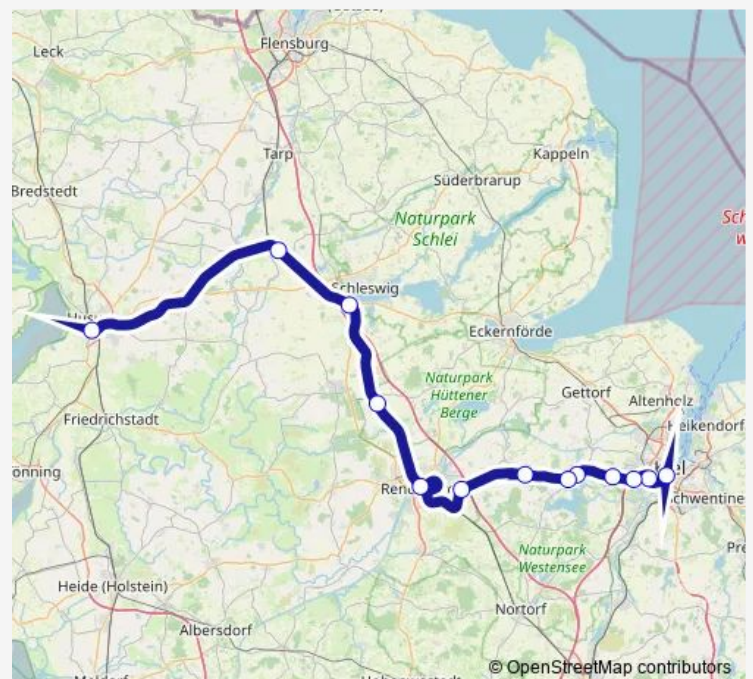 Leck
Flensburg
Tarp
Kappeln
Bredstedt
Süderbrarup
Naturpark
Schlei
Schleswig
Eckernförde
Naturpark
Hüttener
Berge
Gettorf
Altenholz
Heikendorf
Friedrichstadt
Naturpark
Westensee
Heide (Holstein)
Nortorf
Albersdorf
© OpenStreetMap contributors